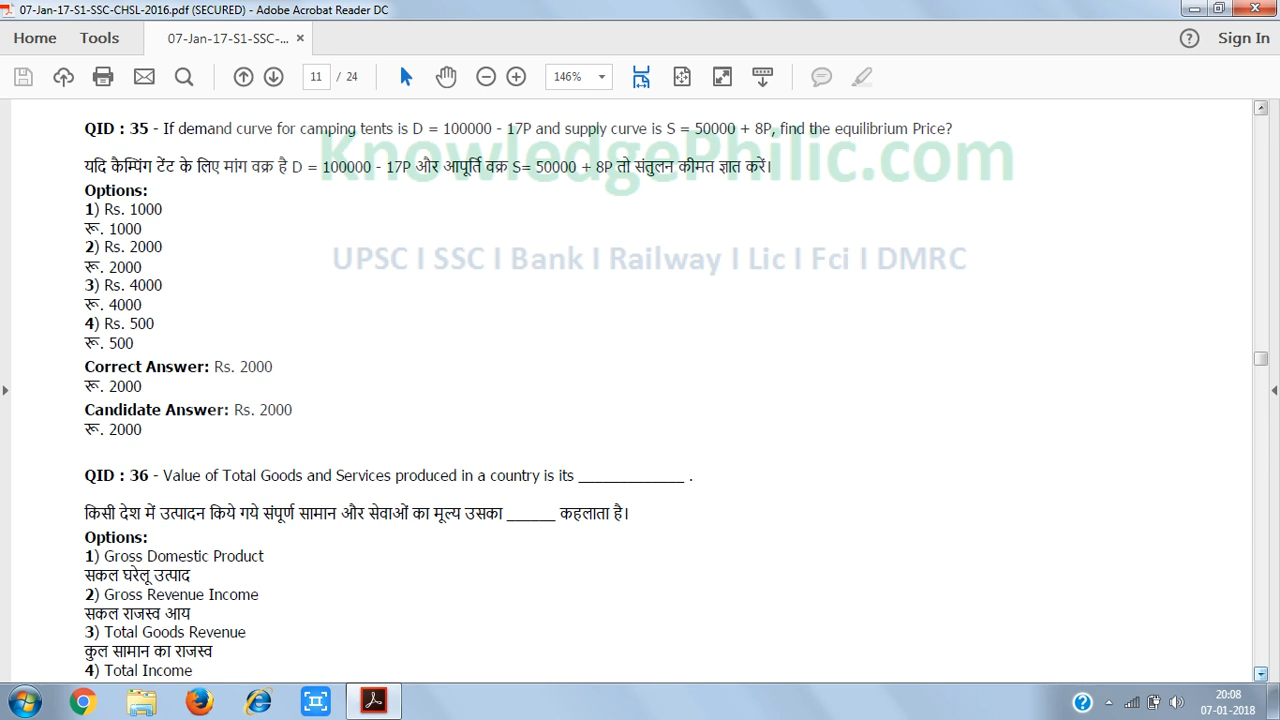 07-Jan-17-S1-SSC-CHSL-2016.pdf (SECURED) - Adobe Acrobat Reader DC
Home Tools 07-Jan-17-S1-SSC-... × Sign In
11 / 24 146%
QID : 35 - If demand curve for camping tents is D = 100000 - 17P and supply curve is S = 50000 + 8P, find the equilibrium Price?
KnowledgePhilic.com
यदि कैम्पिंग टेंट के लिए मांग वक्र है D = 100000 - 17P और आपूर्ति वक्र S= 50000 + 8P तो संतुलन कीमत ज्ञात करें।
Options:
1) Rs. 1000
रू. 1000
2) Rs. 2000
UPSC I SSC I Bank I Railway I Lic I Fci I DMRC
रू. 2000
3) Rs. 4000
रू. 4000
4) Rs. 500
रू. 500
Correct Answer: Rs. 2000
रू. 2000
Candidate Answer: Rs. 2000
रू. 2000
QID : 36 - Value of Total Goods and Services produced in a country is its _____________ .
किसी देश में उत्पादन किये गये संपूर्ण सामान और सेवाओं का मूल्य उसका ______ कहलाता है।
Options:
1) Gross Domestic Product
सकल घरेलू उत्पाद
2) Gross Revenue Income
सकल राजस्व आय
3) Total Goods Revenue
कुल सामान का राजस्व
4) Total Income
20:08
07-01-2018